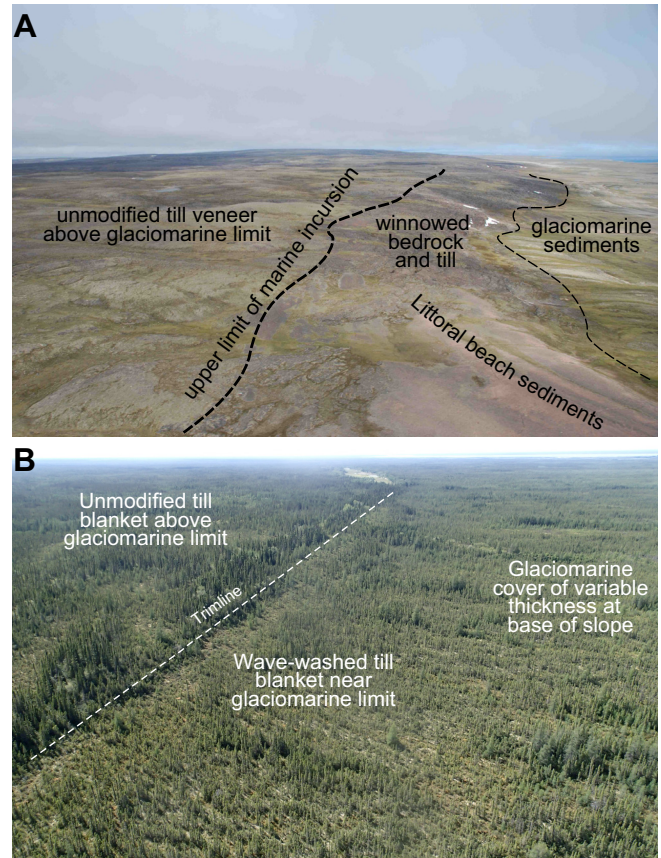 A
unmodified till veneer
above glaciomarine limit
upper limit of marine incursion
winnowed
bedrock
and till
glaciomarine
sediments
Littoral beach sediments
B
Unmodified till
blanket above
glaciomarine limit
Trimline
Glaciomarine
cover of variable
thickness at
base of slope
Wave-washed till
blanket near
glaciomarine limit